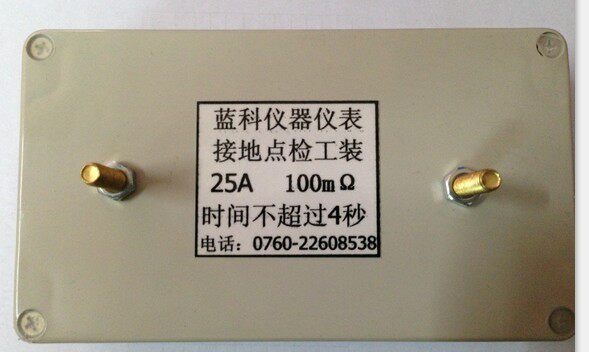 蓝科仪器仪表
接地点检工装
25A 100mΩ
时间不超过4秒
电话：0760-22608538